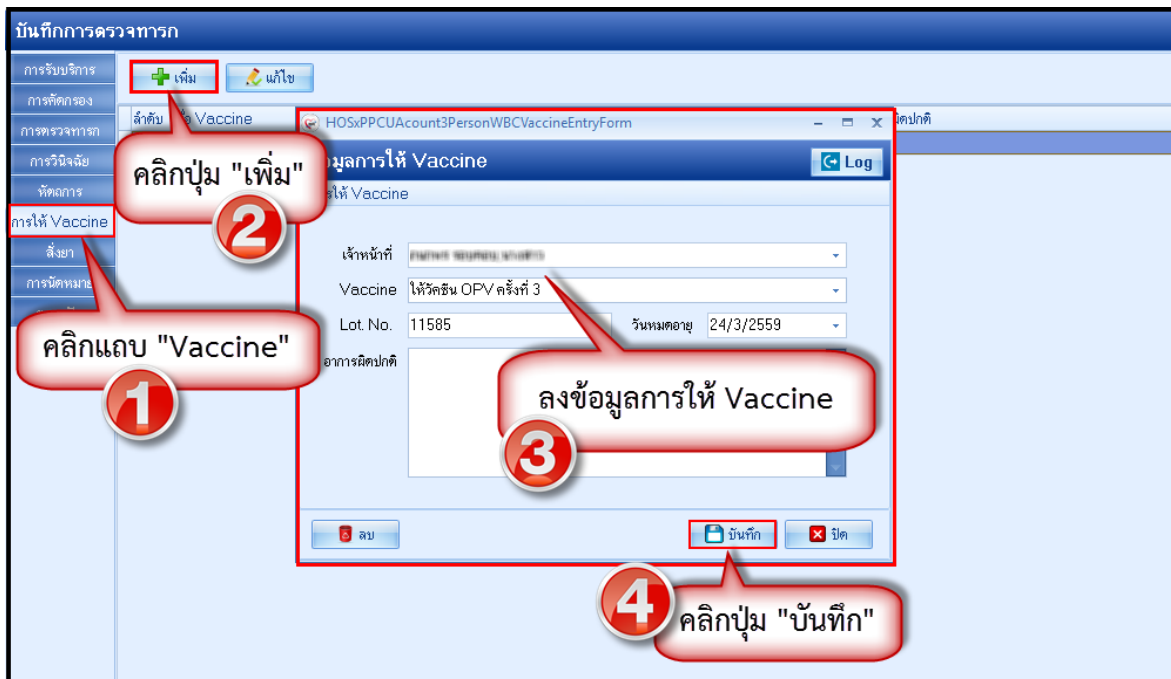 บันทึกการตรวจทารก
การรับบริการ
การคัดกรอง
การตรวจทารก
การวินิจฉัย
หัตถการ
การให้ Vaccine
สั่งยา
การนัดหมาย
เพิ่ม
แก้ไข
ลำดับ
Vaccine
HOSxPPCUAccount3PersonWBCVaccineEntryForm
มูลการให้ Vaccine
Log
ให้ Vaccine
เจ้าหน้าที่
Vaccine ให้วัคซีน OPV ครั้งที่ 3
Lot. No. 11585 วันหมดอายุ 24/3/2559
อาการผิดปกติ
ลบ
บันทึก
ปิด
คลิกแถบ "Vaccine"
1
คลิกปุ่ม "เพิ่ม"
2
ลงข้อมูลการให้ Vaccine
3
คลิกปุ่ม "บันทึก"
4